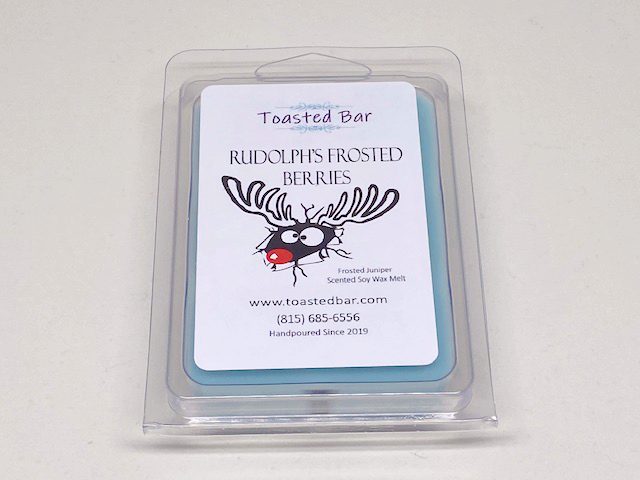 Toasted Bar
RUDOLPH'S FROSTED
BERRIES
Frosted Juniper
Scented Soy Wax Melt
www.toastedbar.com
(815) 685-6556
Handpoured Since 2019